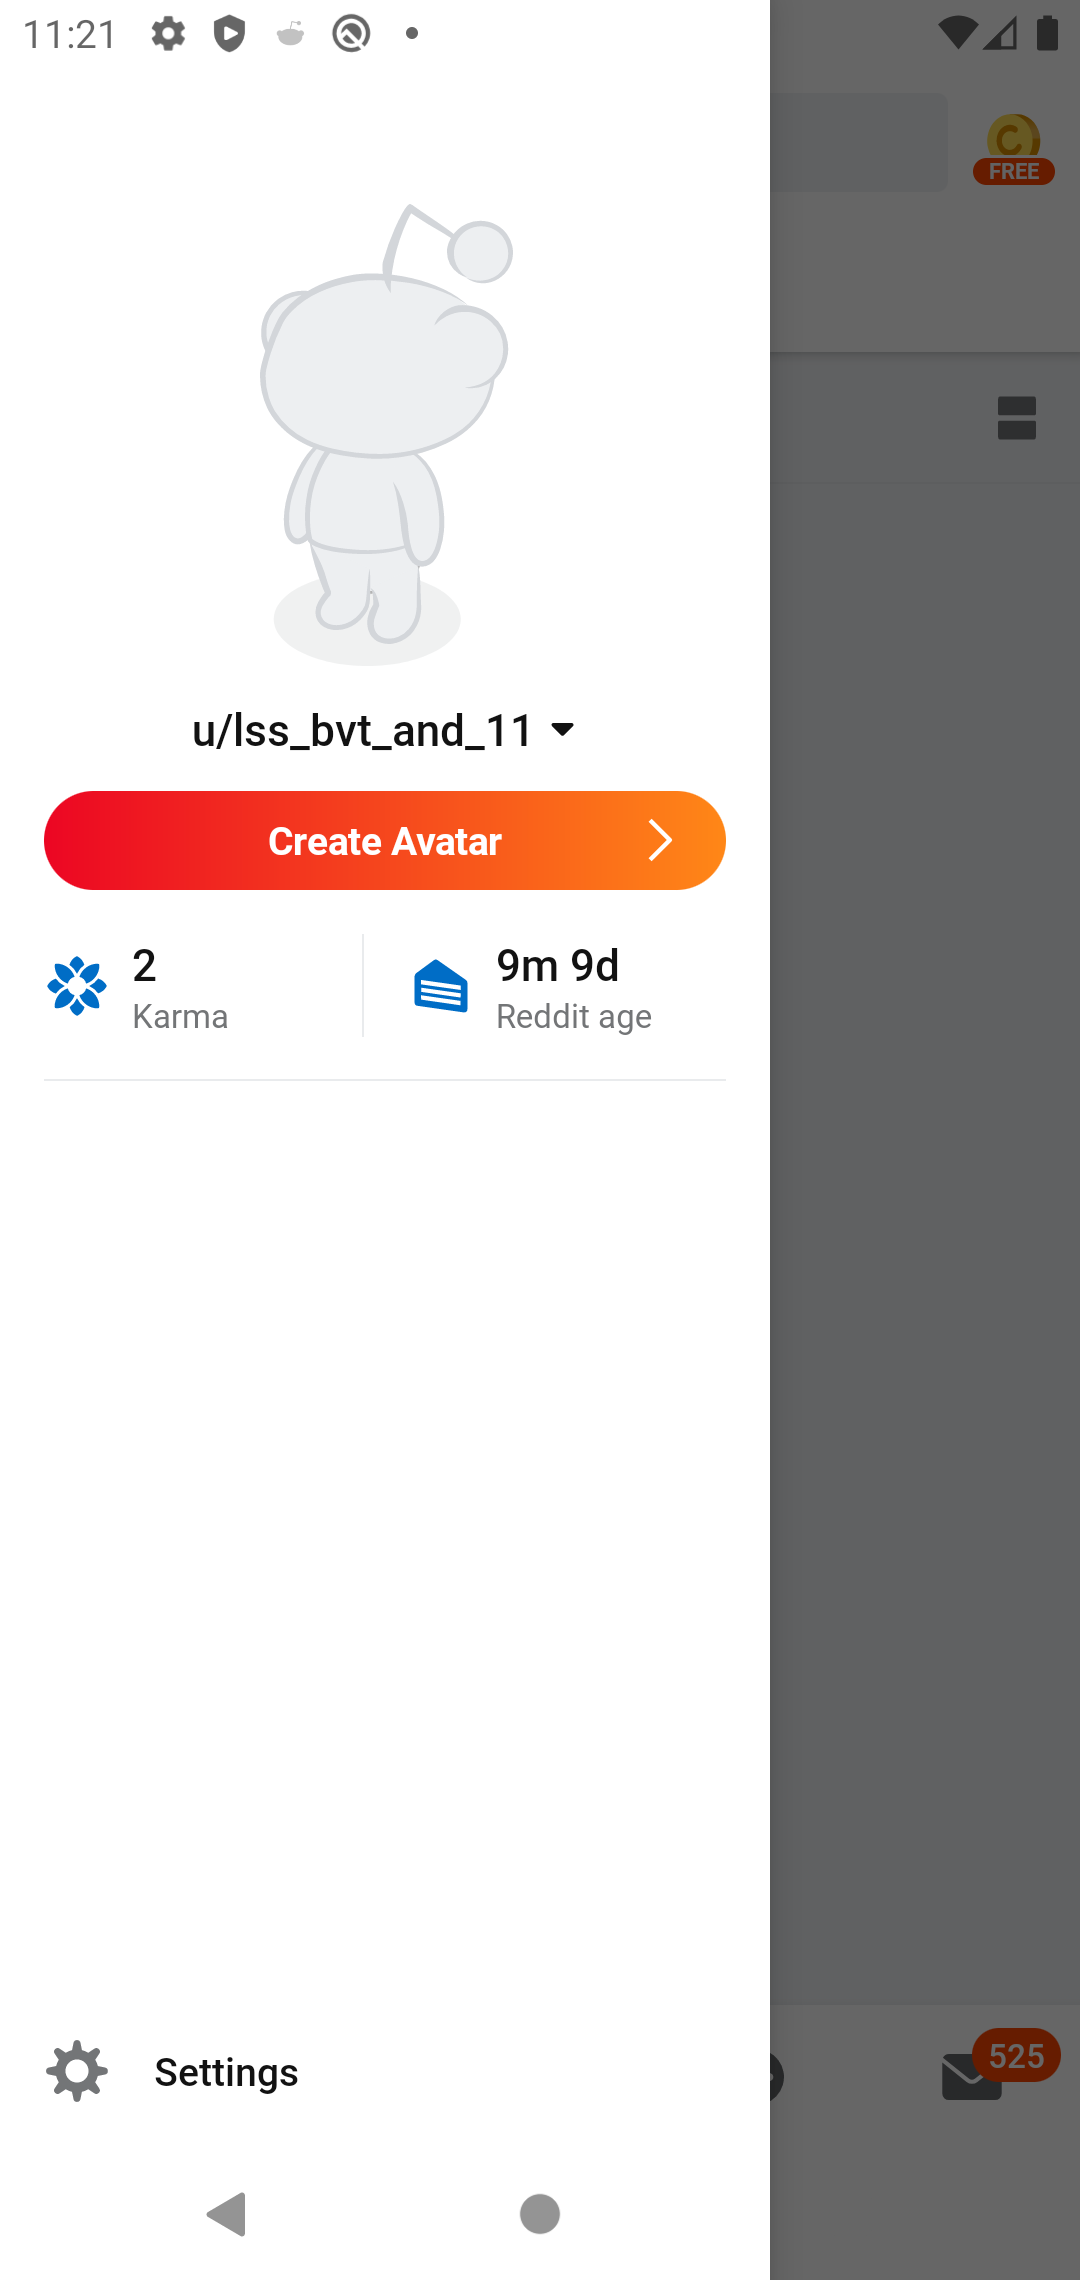 11:21
FREE
u/lss_bvt_and_11
Create Avatar
2
Karma
9m 9d
Reddit age
Settings
525